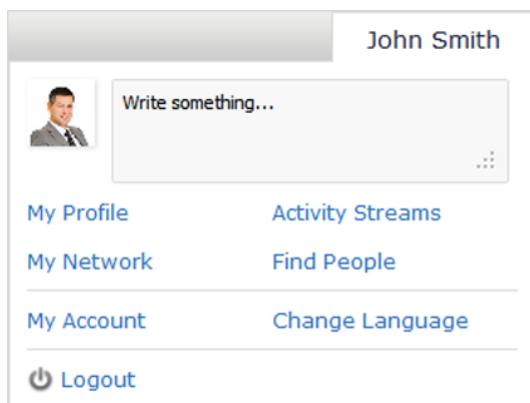 John Smith
Write something...
My Profile Activity Streams
My Network Find People
My Account Change Language
Logout